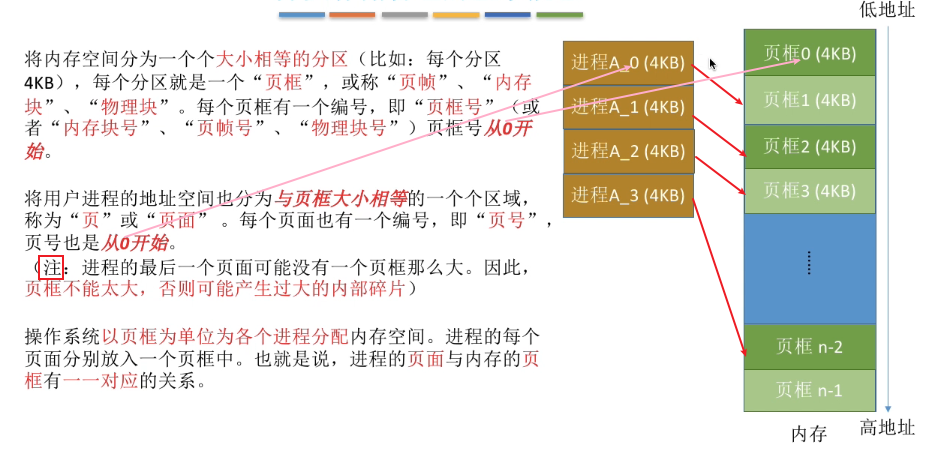 低地址
将内存空间分为一个个大小相等的分区（比如：每个分区
4KB），每个分区就是一个“页框”，或称“页帧”、“内存
块”、“物理块”。每个页框有一个编号，即“页框号”（或
者“内存块号”、“页帧号”、“物理块号”）页框号从0开
始。
将用户进程的地址空间也分为与页框大小相等的一个个区域，
称为“页”或“页面” 。每个页面也有一个编号，即“页号”，
页号也是从0开始。
（注：进程的最后一个页面可能没有一个页框那么大。因此，
页框不能太大，否则可能产生过大的内部碎片）
操作系统以页框为单位为各个进程分配内存空间。进程的每个
页面分别放入一个页框中。也就是说，进程的页面与内存的页
框有一一对应的关系。
进程A_0 (4KB)
进程A_1 (4KB)
进程A_2 (4KB)
进程A_3 (4KB)
页框0 (4KB)
页框1 (4KB)
页框2 (4KB)
页框3 (4KB)
......
页框 n-2
页框 n-1
内存
高地址